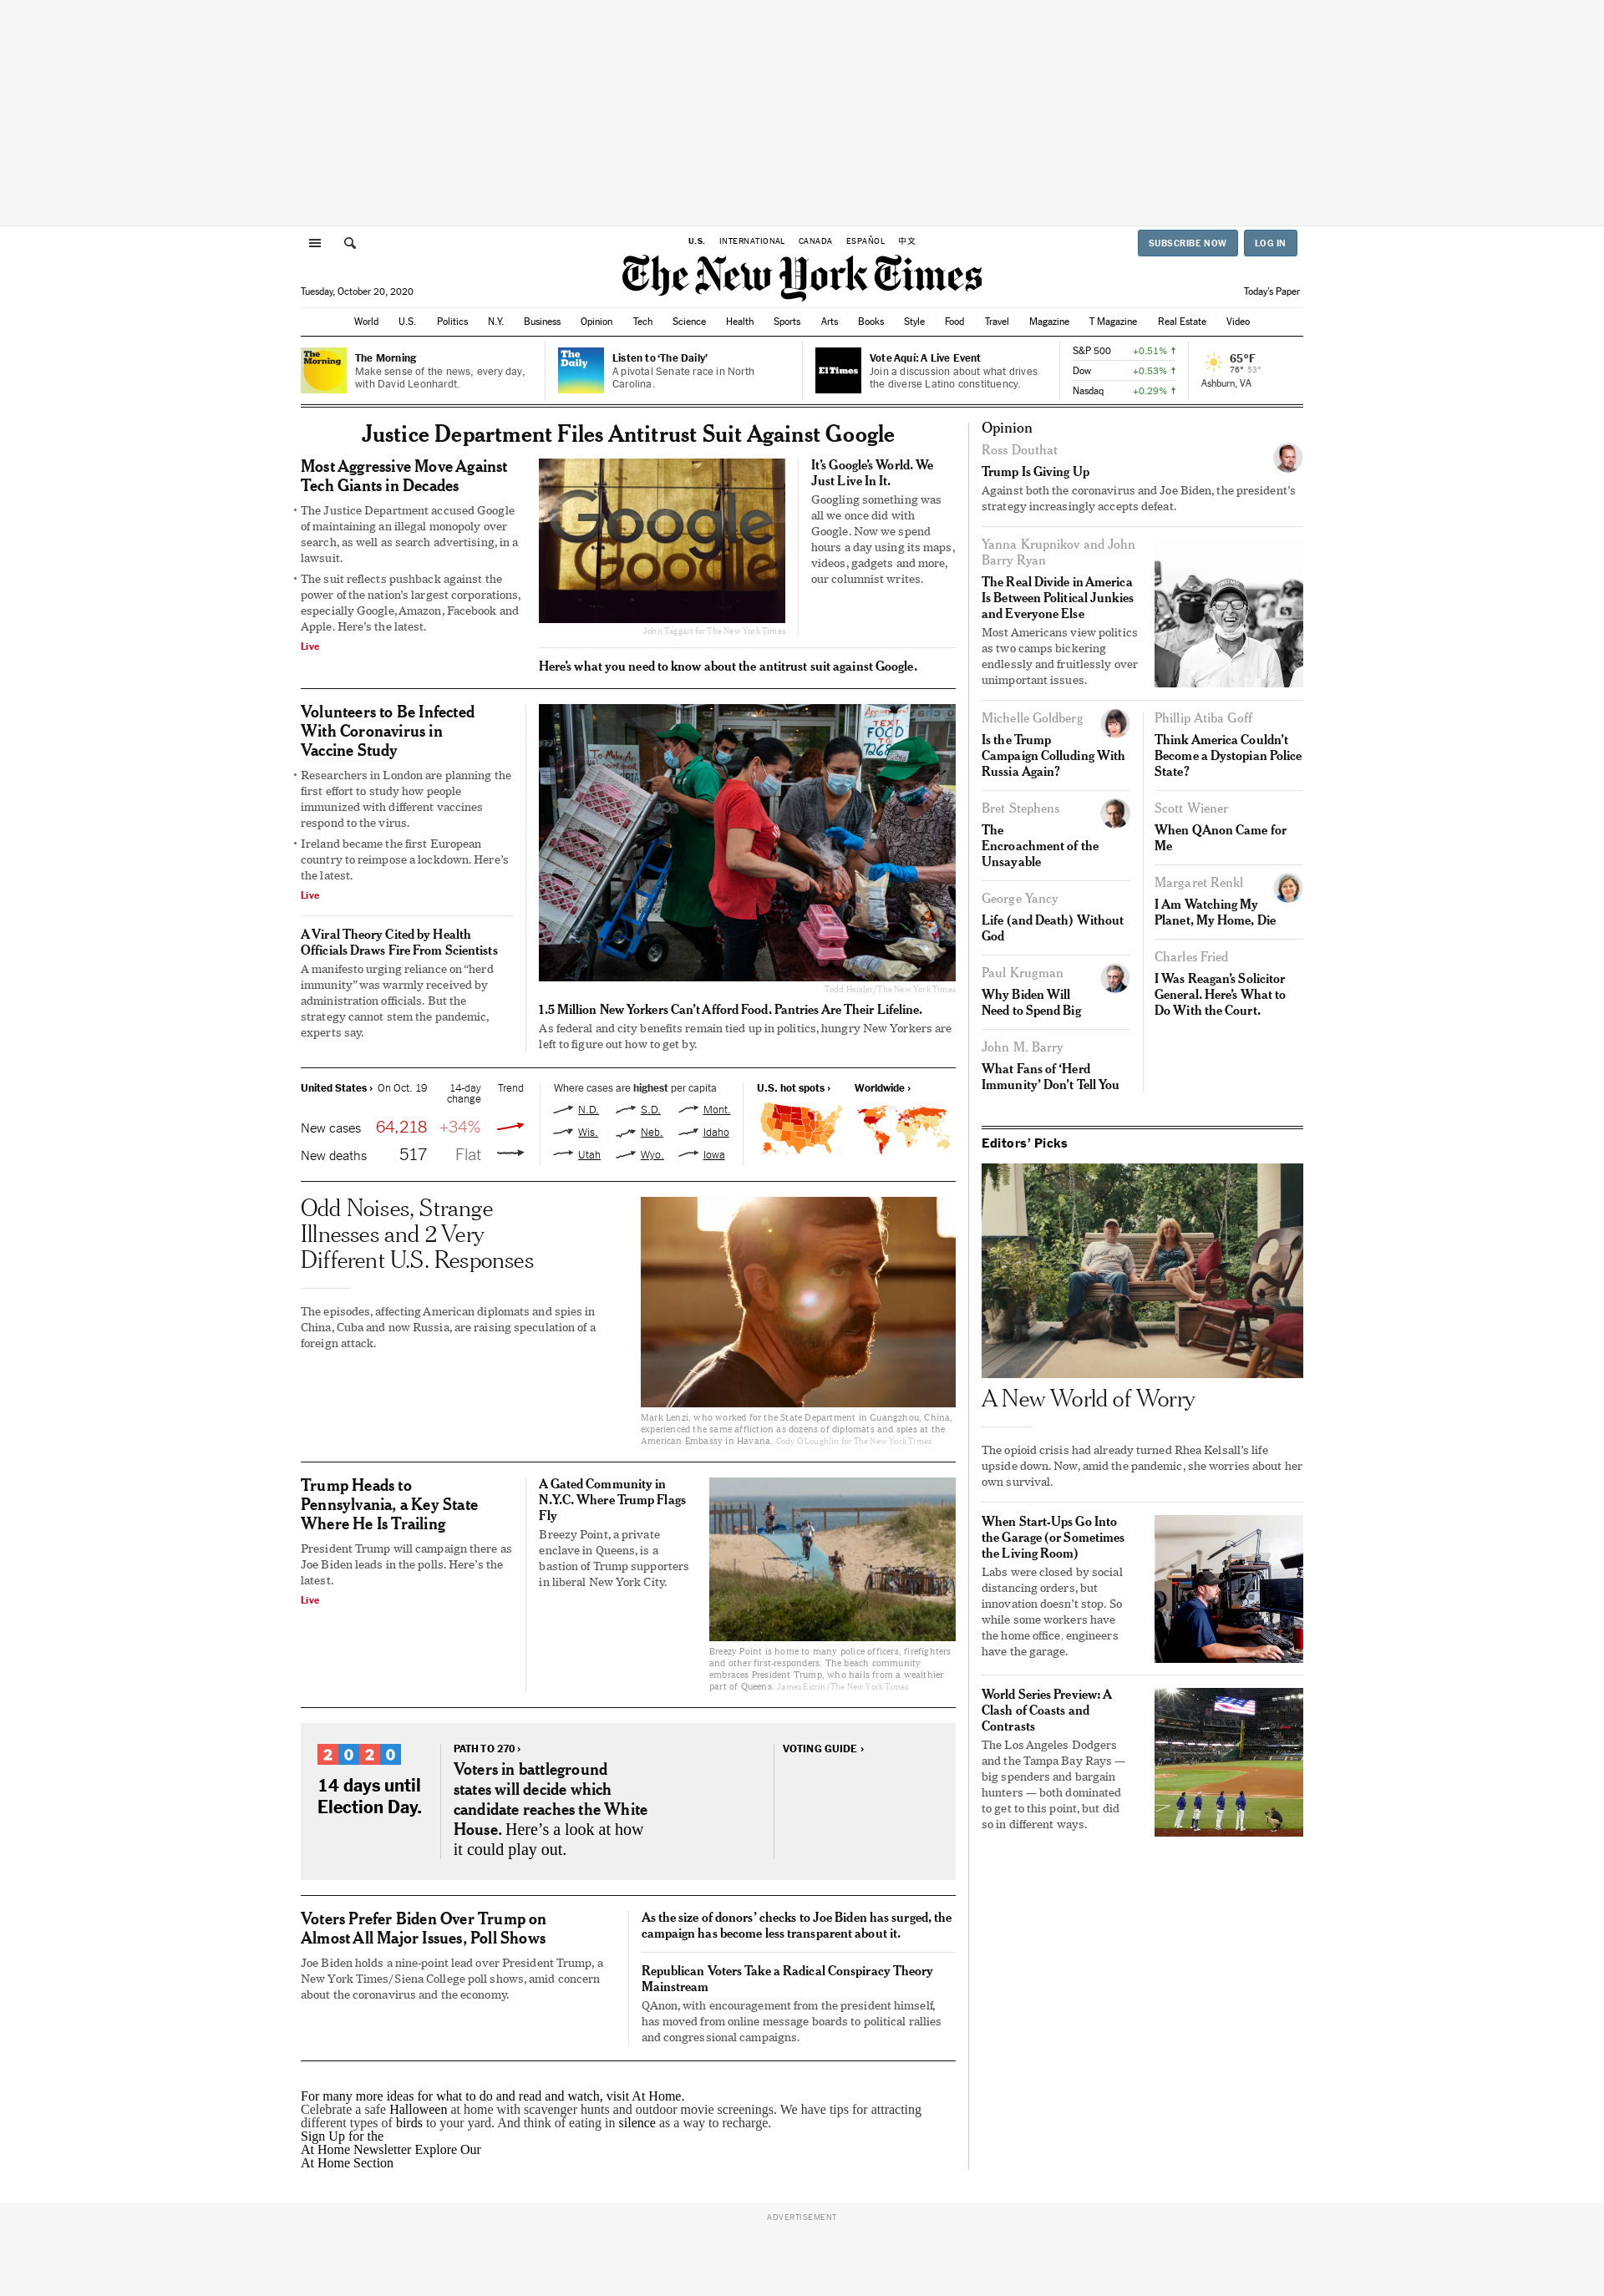 U.S. INTERNATIONAL CANADA ESPAÑOL 中文
SUBSCRIBE NOW LOG IN
The New York Times
Tuesday, October 20, 2020
Today's Paper
World U.S. Politics N.Y. Business Opinion Tech Science Health Sports Arts Books Style Food Travel Magazine T Magazine Real Estate Video
The
Morning
The Morning
Make sense of the news, every day,
with David Leonhardt.
The
Daily
Listen to ‘The Daily’
A pivotal Senate race in North
Carolina.
El Times
Vote Aquí: A Live Event
Join a discussion about what drives
the diverse Latino constituency.
S&P 500 +0.51% ↑
Dow +0.53% ↑
Nasdaq +0.29% ↑
65°F
76° 53°
Ashburn, VA
Justice Department Files Antitrust Suit Against Google
Most Aggressive Move Against
Tech Giants in Decades
• The Justice Department accused Google
of maintaining an illegal monopoly over
search, as well as search advertising, in a
lawsuit.
• The suit reflects pushback against the
power of the nation’s largest corporations,
especially Google, Amazon, Facebook and
Apple. Here’s the latest.
Live
Google
Google
John Taggart for The New York Times
It’s Google’s World. We
Just Live In It.
Googling something was
all we once did with
Google. Now we spend
hours a day using its maps,
videos, gadgets and more,
our columnist writes.
Here’s what you need to know about the antitrust suit against Google.
Volunteers to Be Infected
With Coronavirus in
Vaccine Study
• Researchers in London are planning the
first effort to study how people
immunized with different vaccines
respond to the virus.
• Ireland became the first European
country to reimpose a lockdown. Here’s
the latest.
Live
A Viral Theory Cited by Health
Officials Draws Fire From Scientists
A manifesto urging reliance on “herd
immunity” was warmly received by
administration officials. But the
strategy cannot stem the pandemic,
experts say.
To Make An
TEXT
FOOD
TO
Todd Heisler/The New York Times
1.5 Million New Yorkers Can’t Afford Food. Pantries Are Their Lifeline.
As federal and city benefits remain tied up in politics, hungry New Yorkers are
left to figure out how to get by.
United States › On Oct. 19 14-day
change Trend
New cases 64,218 +34%
New deaths 517 Flat
Where cases are highest per capita
N.D. S.D. Mont.
Wis. Neb. Idaho
Utah Wyo. Iowa
U.S. hot spots › Worldwide ›
Odd Noises, Strange
Illnesses and 2 Very
Different U.S. Responses
The episodes, affecting American diplomats and spies in
China, Cuba and now Russia, are raising speculation of a
foreign attack.
Mark Lenzi, who worked for the State Department in Guangzhou, China,
experienced the same affliction as dozens of diplomats and spies at the
American Embassy in Havana. Cody O’Loughlin for The New York Times
Trump Heads to
Pennsylvania, a Key State
Where He Is Trailing
President Trump will campaign there as
Joe Biden leads in the polls. Here’s the
latest.
Live
A Gated Community in
N.Y.C. Where Trump Flags
Fly
Breezy Point, a private
enclave in Queens, is a
bastion of Trump supporters
in liberal New York City.
Breezy Point is home to many police officers, firefighters
and other first-responders. The beach community
embraces President Trump, who hails from a wealthier
part of Queens. James Estrin/The New York Times
2020
14 days until
Election Day.
PATH TO 270 ›
Voters in battleground
states will decide which
candidate reaches the White
House. Here’s a look at how
it could play out.
VOTING GUIDE ›
Voters Prefer Biden Over Trump on
Almost All Major Issues, Poll Shows
Joe Biden holds a nine-point lead over President Trump, a
New York Times/Siena College poll shows, amid concern
about the coronavirus and the economy.
As the size of donors’ checks to Joe Biden has surged, the
campaign has become less transparent about it.
Republican Voters Take a Radical Conspiracy Theory
Mainstream
QAnon, with encouragement from the president himself,
has moved from online message boards to political rallies
and congressional campaigns.
For many more ideas for what to do and read and watch, visit At Home.
Celebrate a safe Halloween at home with scavenger hunts and outdoor movie screenings. We have tips for attracting
different types of birds to your yard. And think of eating in silence as a way to recharge.
Sign Up for the
At Home Newsletter Explore Our
At Home Section
Opinion
Ross Douthat
Trump Is Giving Up
Against both the coronavirus and Joe Biden, the president’s
strategy increasingly accepts defeat.
Yanna Krupnikov and John
Barry Ryan
The Real Divide in America
Is Between Political Junkies
and Everyone Else
Most Americans view politics
as two camps bickering
endlessly and fruitlessly over
unimportant issues.
Michelle Goldberg
Is the Trump
Campaign Colluding With
Russia Again?
Bret Stephens
The
Encroachment of the
Unsayable
George Yancy
Life (and Death) Without
God
Paul Krugman
Why Biden Will
Need to Spend Big
John M. Barry
What Fans of ‘Herd
Immunity’ Don’t Tell You
Phillip Atiba Goff
Think America Couldn’t
Become a Dystopian Police
State?
Scott Wiener
When QAnon Came for
Me
Margaret Renkl
I Am Watching My
Planet, My Home, Die
Charles Fried
I Was Reagan’s Solicitor
General. Here’s What to
Do With the Court.
Editors’ Picks
A New World of Worry
The opioid crisis had already turned Rhea Kelsall’s life
upside down. Now, amid the pandemic, she worries about her
own survival.
When Start-Ups Go Into
the Garage (or Sometimes
the Living Room)
Labs were closed by social
distancing orders, but
innovation doesn’t stop. So
while some workers have
the home office, engineers
have the garage.
World Series Preview: A
Clash of Coasts and
Contrasts
The Los Angeles Dodgers
and the Tampa Bay Rays —
big spenders and bargain
hunters — both dominated
to get to this point, but did
so in different ways.
ADVERTISEMENT